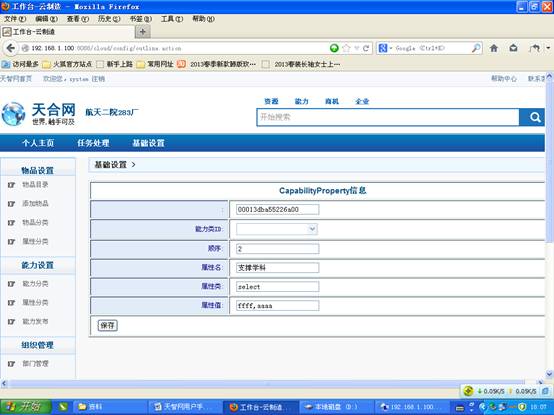 工作台-云制造 - Mozilla Firefox
文件(F) 编辑(E) 查看(V) 历史(S) 书签(B) 工具(T) 帮助(H)
工作台-云制造
192.168.1.100:8080/cloud/config/outline.action
Google <Ctrl+K>
访问最多 火狐官方站点 新手上路 常用网址 2013春季新款韩版欢... 2013春装长袖女士上...
天智网首页 欢迎您,system 注销 帮助中心 联系客
天合网
世界,触手可及
航天二院283厂
资源 能力 商机 企业
开始搜索
个人主页 任务处理 基础设置
物品设置
物品目录
添加物品
物品分类
属性分类
能力设置
能力分类
属性分类
能力发布
组织管理
部门管理
基础设置 >
CapabilityProperty信息
: 00013dba55226a00
能力类ID:
顺序: 2
属性名: 支撑学科
属性类: select
属性值: ffff,aaaa
保存
0.09K/S 0.05K/S
开始 资料 天智网用户手... 工作台-云制造... 本地磁盘 (D:) 192.168.1.100... 18:07